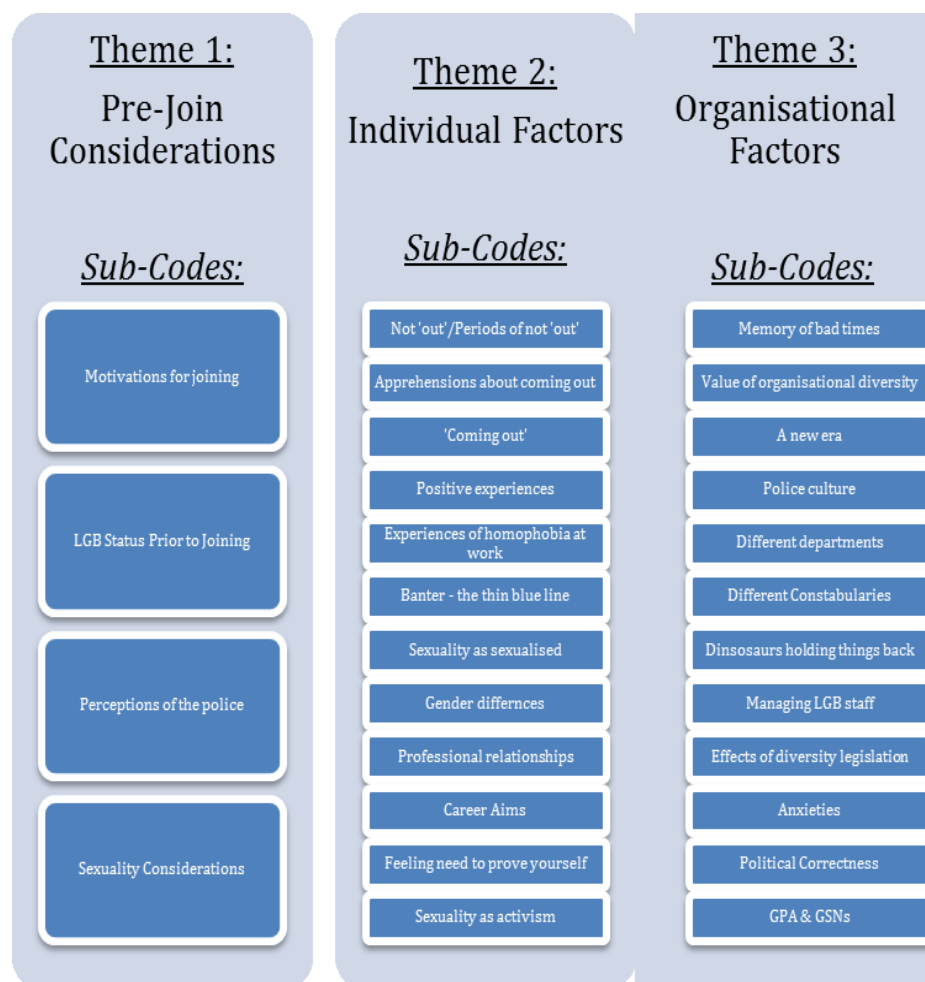 Theme 1:
Pre-Join
Considerations
Sub-Codes:
Motivations for joining
LGB Status Prior to Joining
Perceptions of the police
Sexuality Considerations
Theme 2:
Individual Factors
Sub-Codes:
Not 'out'/Periods of not 'out'
Apprehensions about coming out
'Coming out'
Positive experiences
Experiences of homophobia at
work
Banter - the thin blue line
Sexuality as sexualised
Gender differnces
Professional relationships
Career Aims
Feeling need to prove yourself
Sexuality as activism
Theme 3:
Organisational
Factors
Sub-Codes:
Memory of bad times
Value of organisational diversity
A new era
Police culture
Different departments
Different Constabularies
Dinsosaurs holding things back
Managing LGB staff
Effects of diversity legislation
Anxieties
Political Correctness
GPA & GSNs